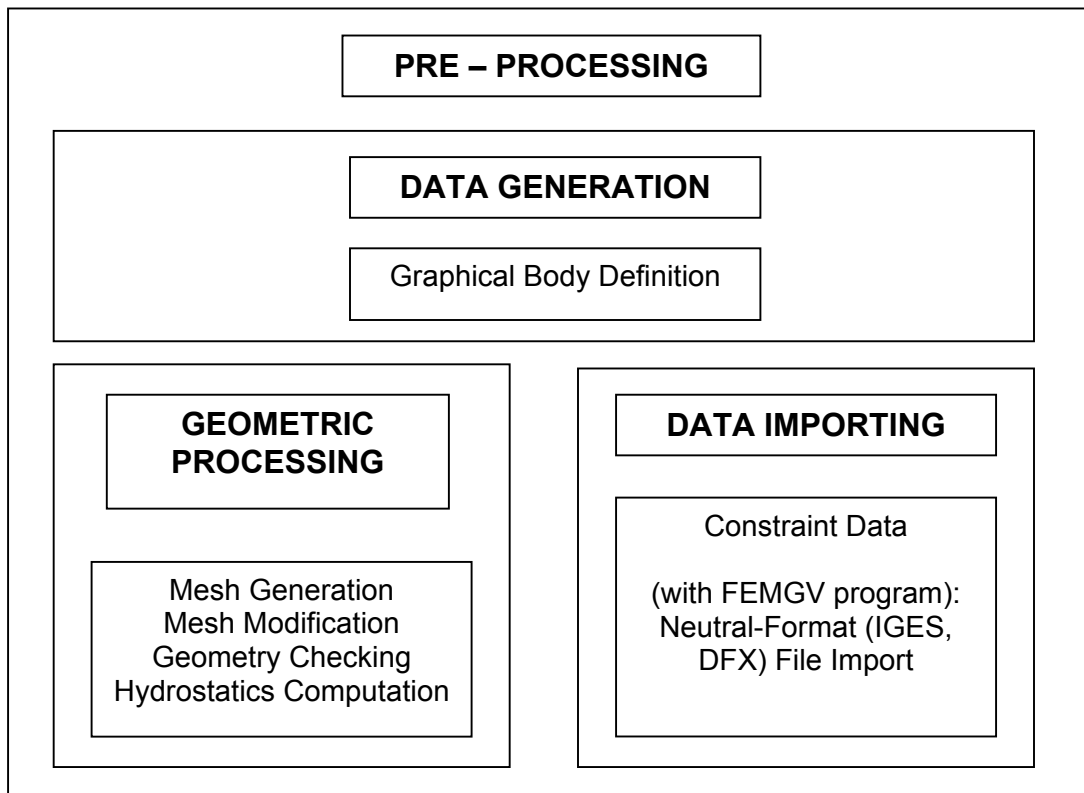 PRE – PROCESSING
DATA GENERATION
Graphical Body Definition
GEOMETRIC
PROCESSING
Mesh Generation
Mesh Modification
Geometry Checking
Hydrostatics Computation
DATA IMPORTING
Constraint Data
(with FEMGV program):
Neutral-Format (IGES,
DFX) File Import